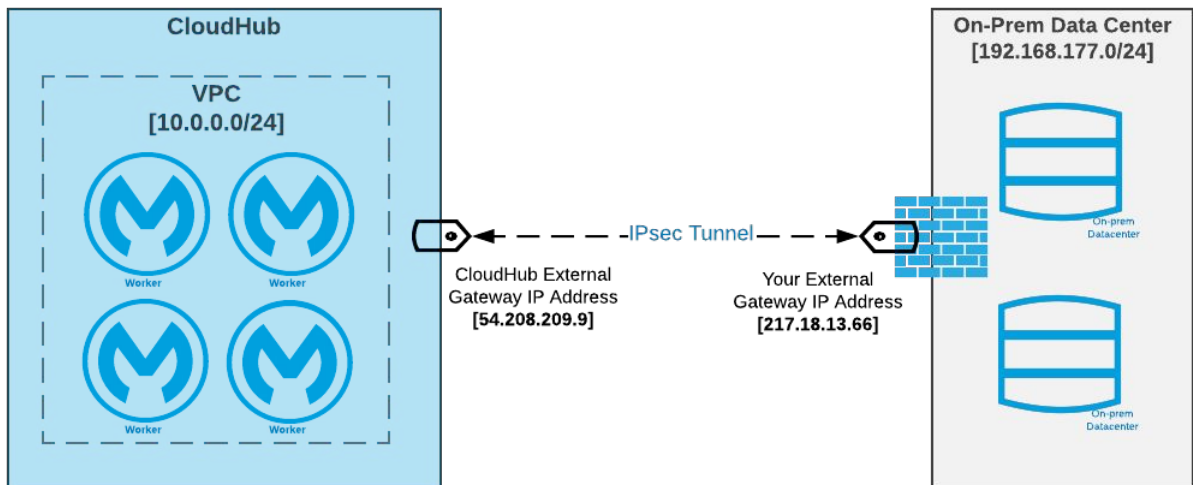 CloudHub
VPC
[10.0.0.0/24]
Worker
Worker
Worker
Worker
IPsec Tunnel
CloudHub External
Gateway IP Address
[54.208.209.9]
Your External
Gateway IP Address
[217.18.13.66]
On-Prem Data Center
[192.168.177.0/24]
On-prem
Datacenter
On-prem
Datacenter